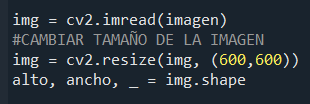 img = cv2.imread(imagen)
#CAMBIAR TAMAÑO DE LA IMAGEN
img = cv2.resize(img, (600,600))
alto, ancho, _ = img.shape